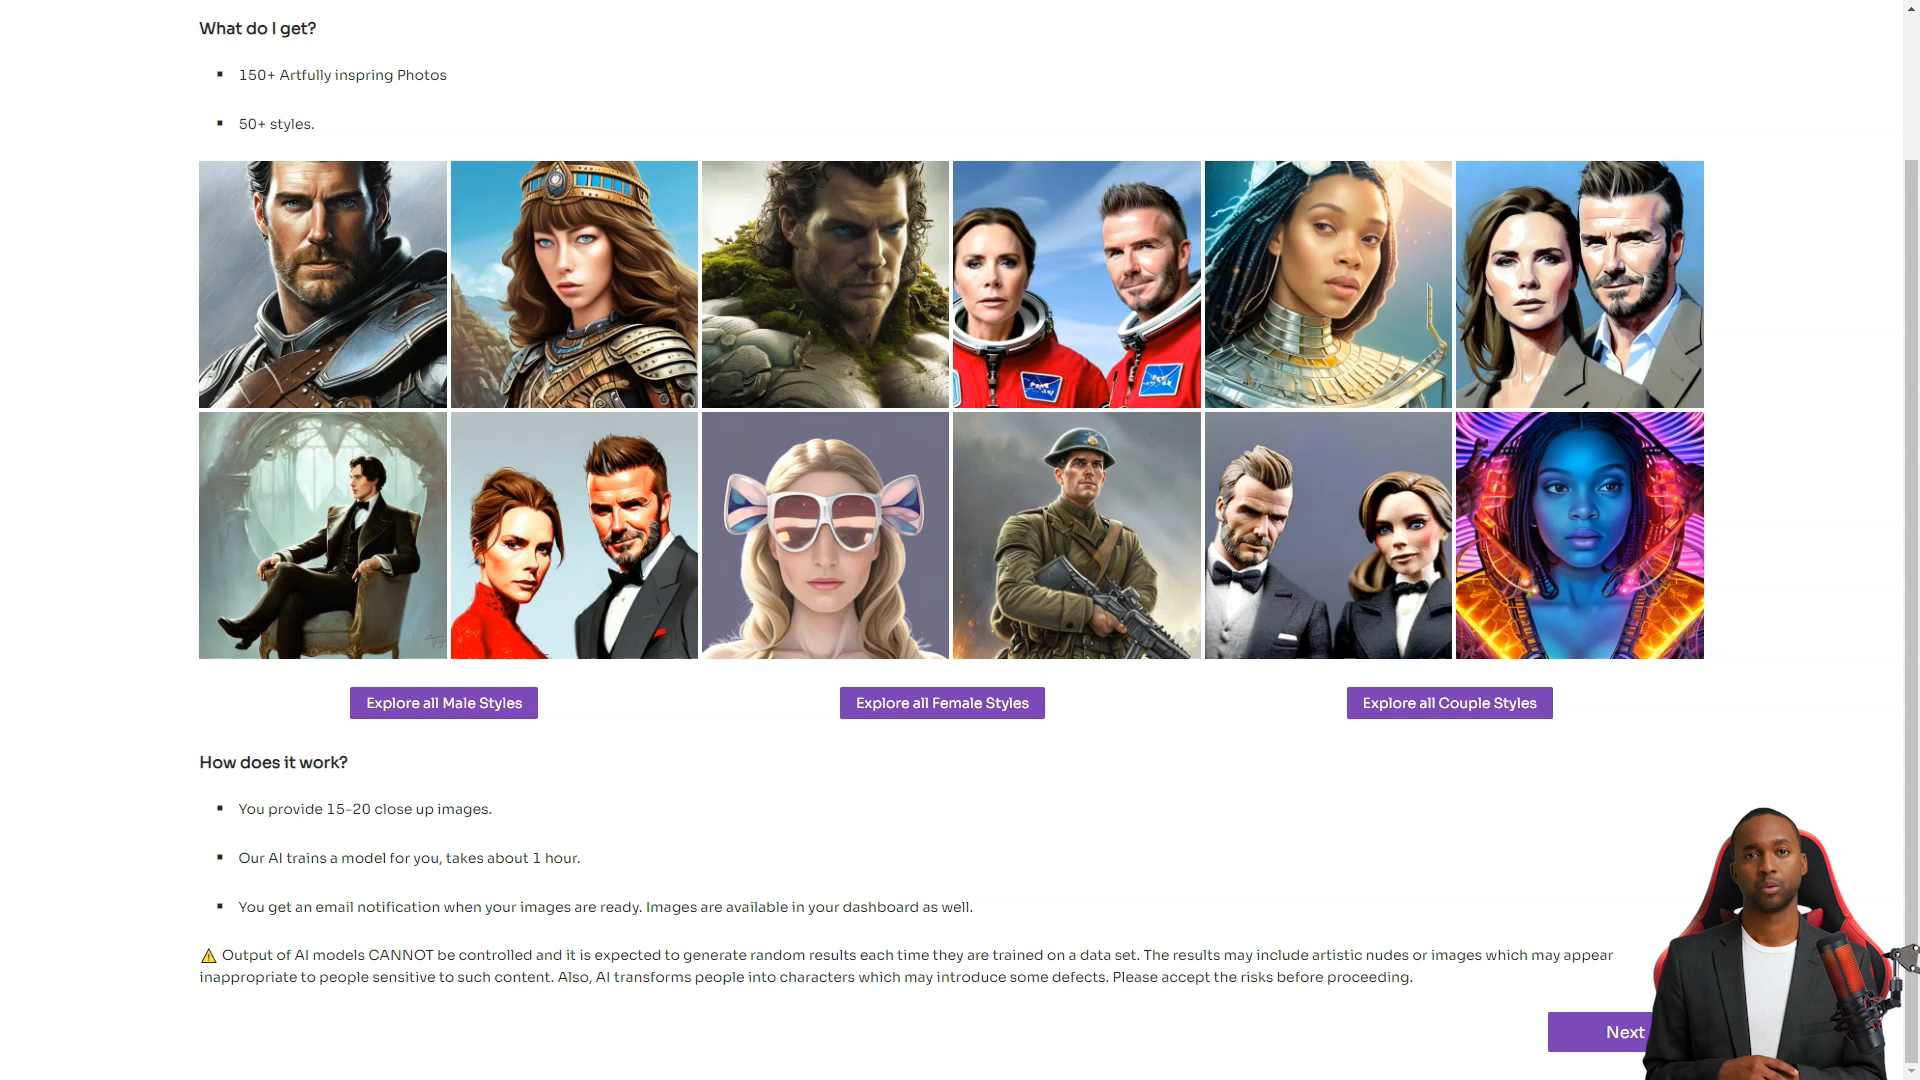 What do I get?
150+ Artfully inspring Photos
50+ styles.
Explore all Male Styles
Explore all Female Styles
Explore all Couple Styles
How does it work?
You provide 15-20 close up images.
Our AI trains a model for you, takes about 1 hour.
You get an email notification when your images are ready. Images are available in your dashboard as well.
⚠ Output of AI models CANNOT be controlled and it is expected to generate random results each time they are trained on a data set. The results may include artistic nudes or images which may appear
inappropriate to people sensitive to such content. Also, AI transforms people into characters which may introduce some defects. Please accept the risks before proceeding.
Next